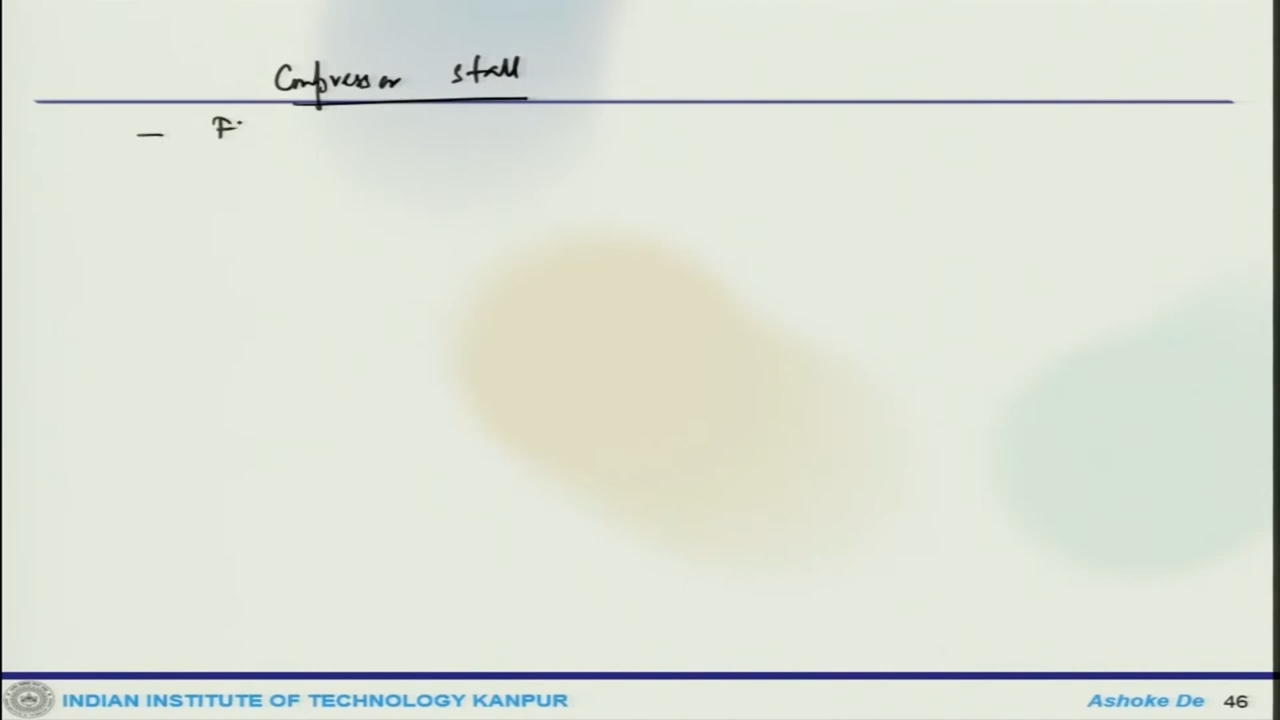 Compressor stall
— F
INDIAN INSTITUTE OF TECHNOLOGY KANPUR
Ashoke De 46